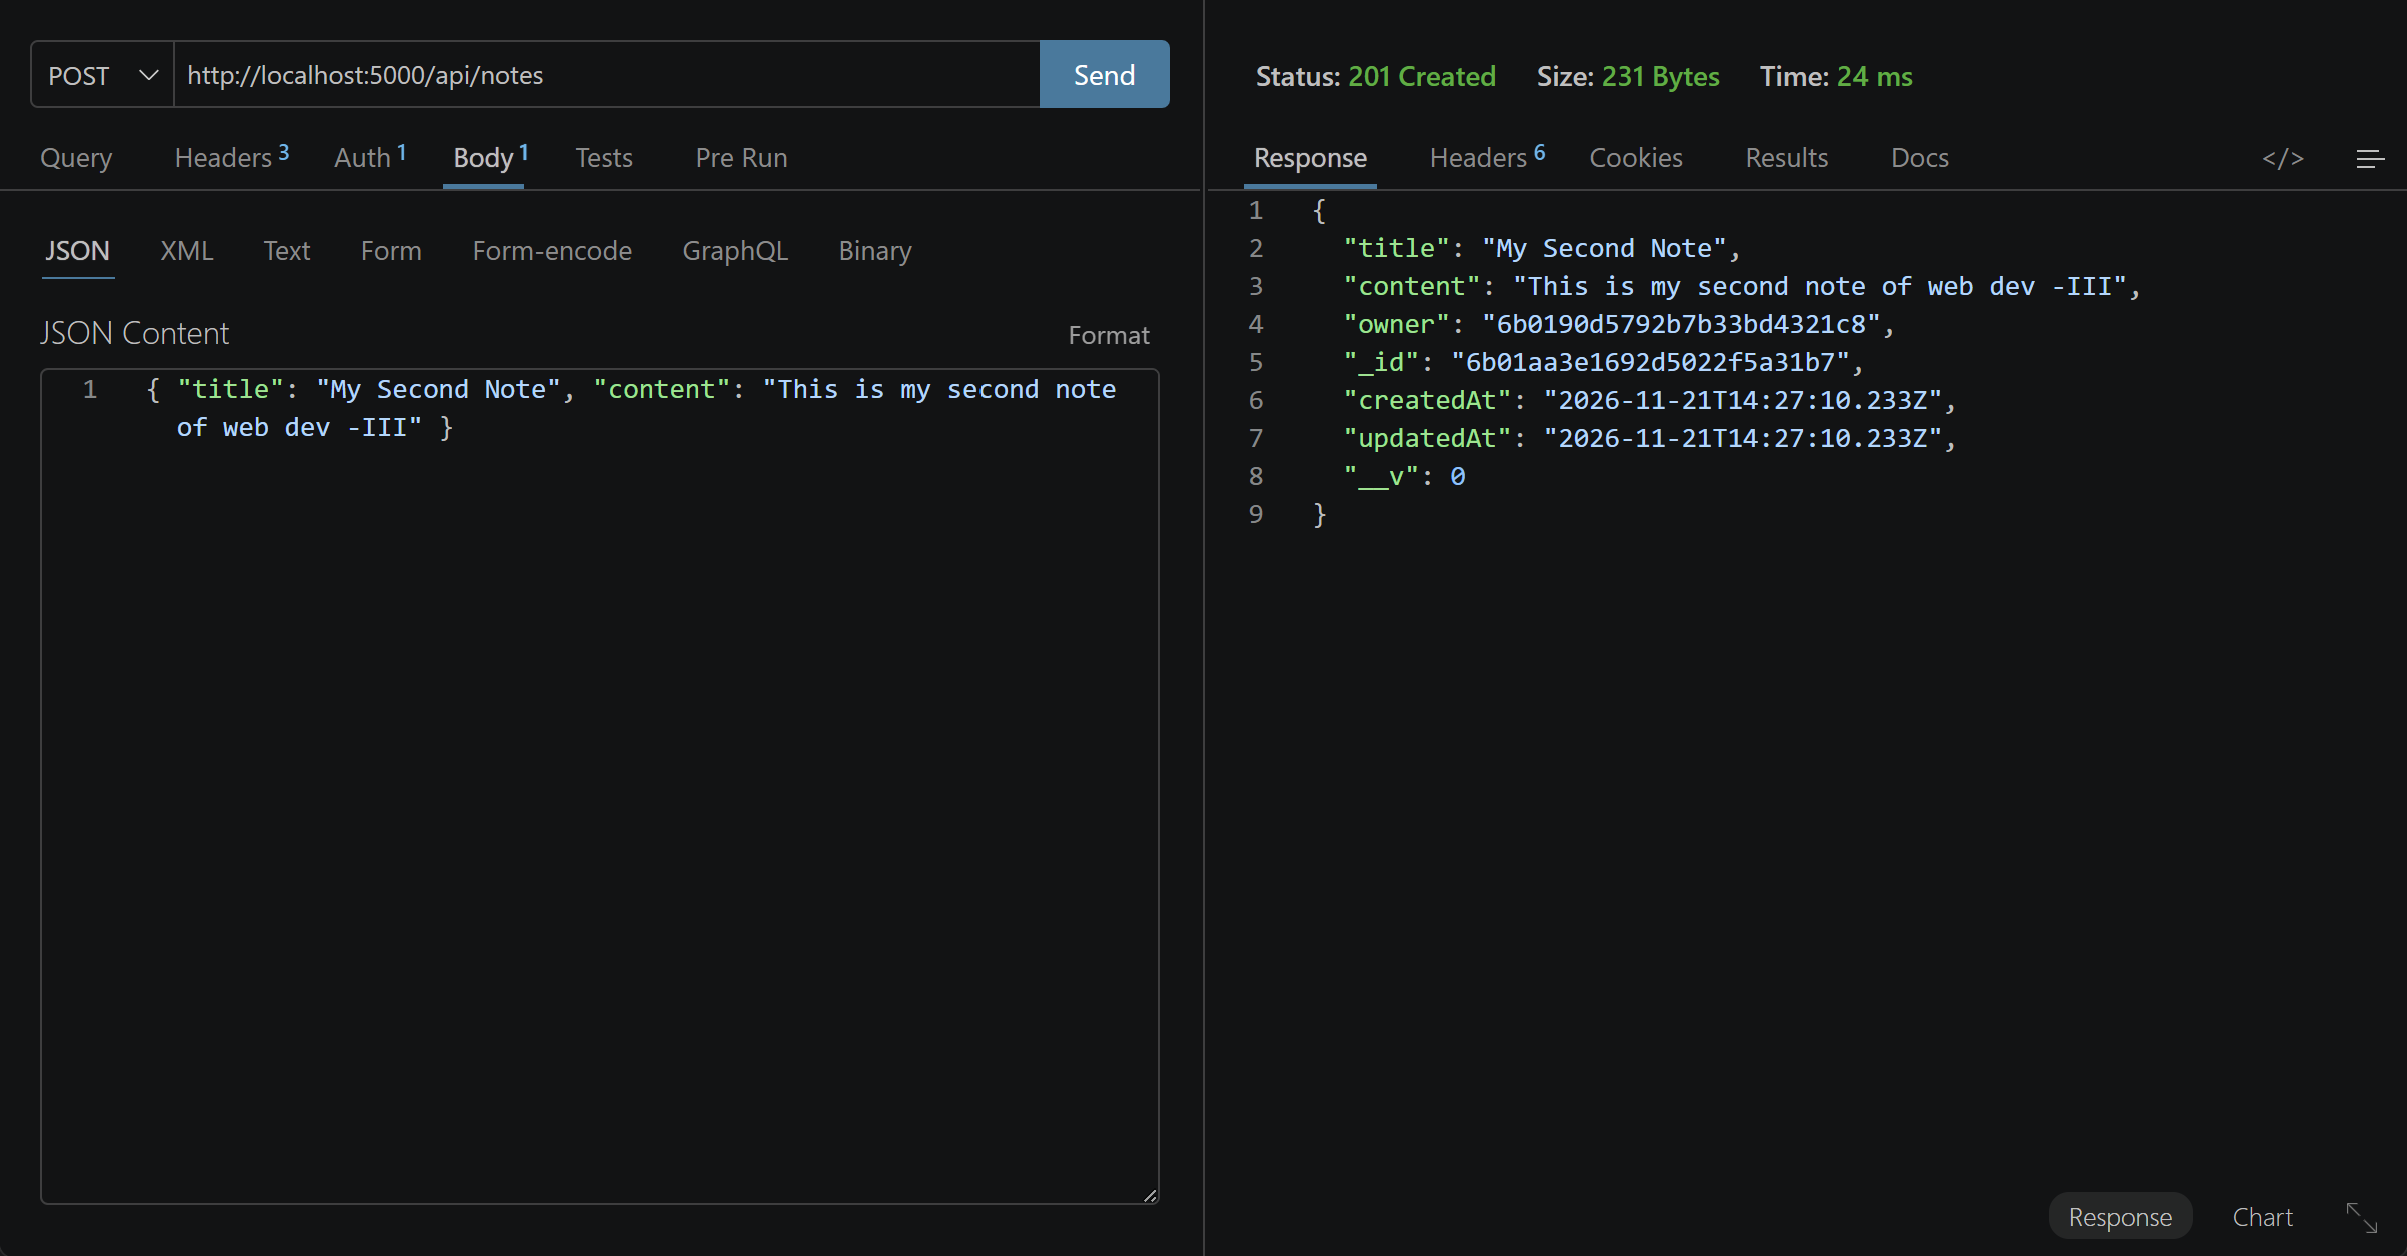 POST http://localhost:5000/api/notes Send
Query Headers 3 Auth 1 Body 1 Tests Pre Run
JSON XML Text Form Form-encode GraphQL Binary
JSON Content Format
1 { "title": "My Second Note", "content": "This is my second note
of web dev -III" }
Status: 201 Created Size: 231 Bytes Time: 24 ms
Response Headers 6 Cookies Results Docs </>
1 {
2 "title": "My Second Note",
3 "content": "This is my second note of web dev -III",
4 "owner": "6b0190d5792b7b33bd4321c8",
5 "_id": "6b01aa3e1692d5022f5a31b7",
6 "createdAt": "2026-11-21T14:27:10.233Z",
7 "updatedAt": "2026-11-21T14:27:10.233Z",
8 "__v": 0
9 }
Response Chart